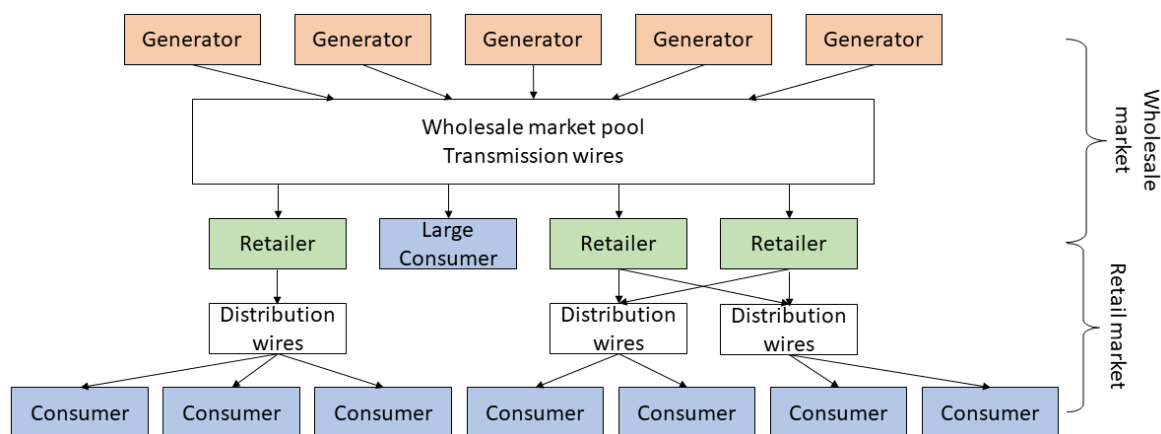 Generator
Generator
Generator
Generator
Generator
Wholesale market pool
Transmission wires
Wholesale
market
Retailer
Large
Consumer
Retailer
Retailer
Retail market
Distribution
wires
Distribution
wires
Distribution
wires
Consumer
Consumer
Consumer
Consumer
Consumer
Consumer
Consumer